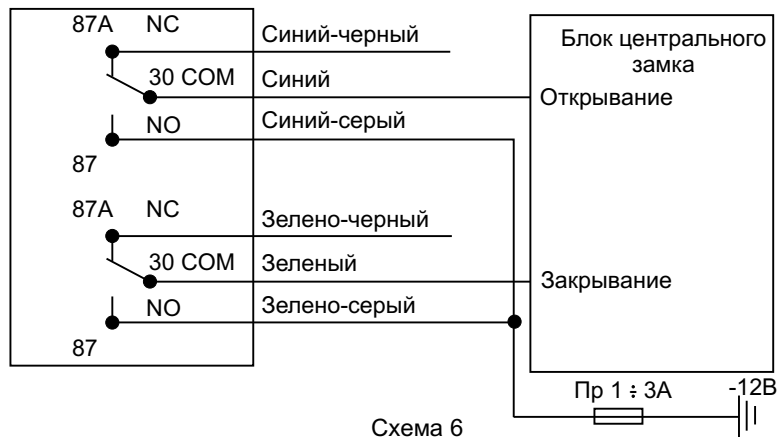 87A NC
Синий-черный
30 COM
Синий
NO
Синий-серый
87
87A NC
Зелено-черный
30 COM
Зеленый
NO
Зелено-серый
87
Блок центрального
замка
Открывание
Закрывание
Пр 1 ÷ 3А
-12В
Схема 6